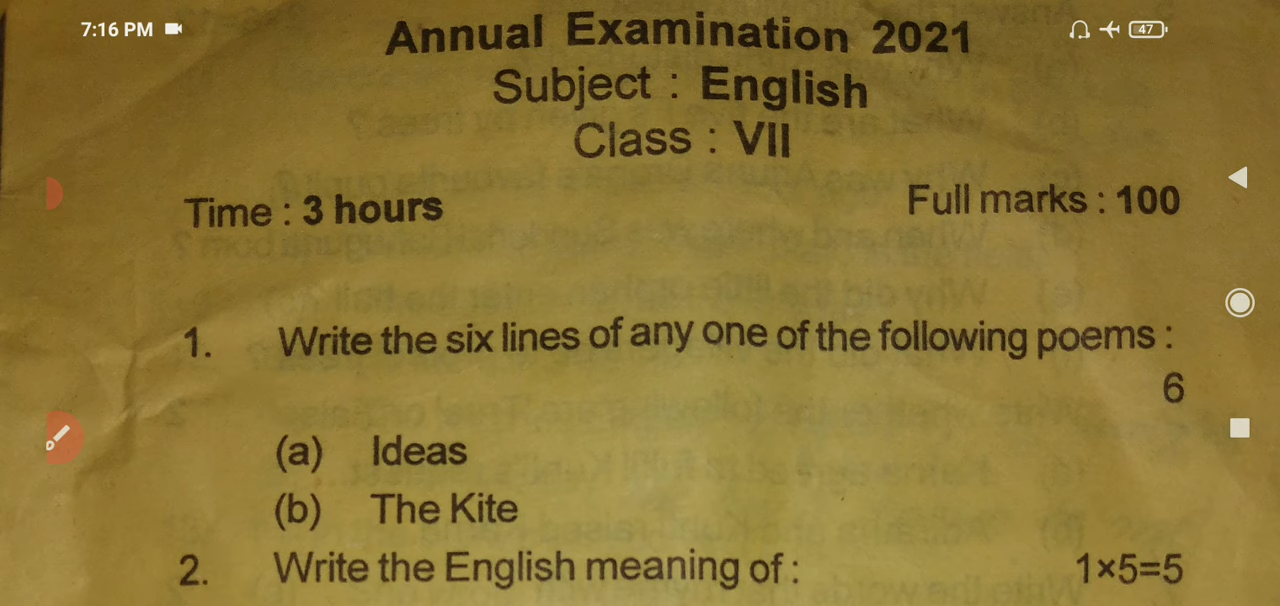 7:16 PM 47
Annual Examination 2021
Subject : English
Class : VII
Time : 3 hours Full marks : 100
1. Write the six lines of any one of the following poems :
6
(a) Ideas
(b) The Kite
2. Write the English meaning of : 1×5=5